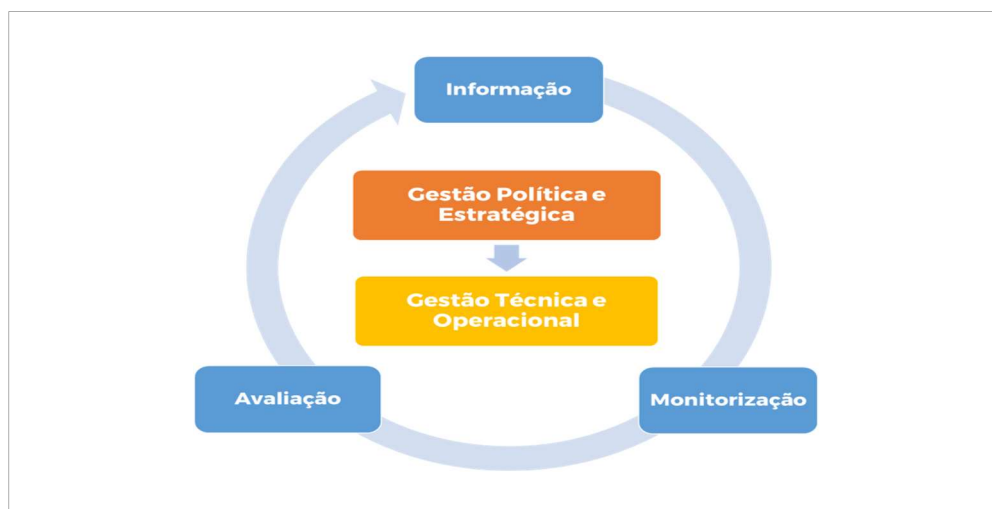 Informação
Gestão Política e
Estratégica
Gestão Técnica e
Operacional
Avaliação
Monitorização